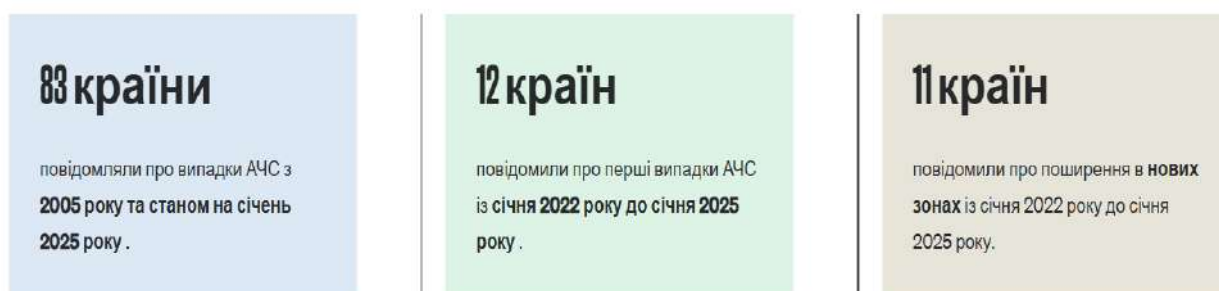 83 країни
повідомляли про випадки АЧС з
2005 року та станом на січень
2025 року .
12 країн
повідомили про перші випадки АЧС
із січня 2022 року до січня 2025
року .
11 країн
повідомили про поширення в нових
зонах із січня 2022 року до січня
2025 року.